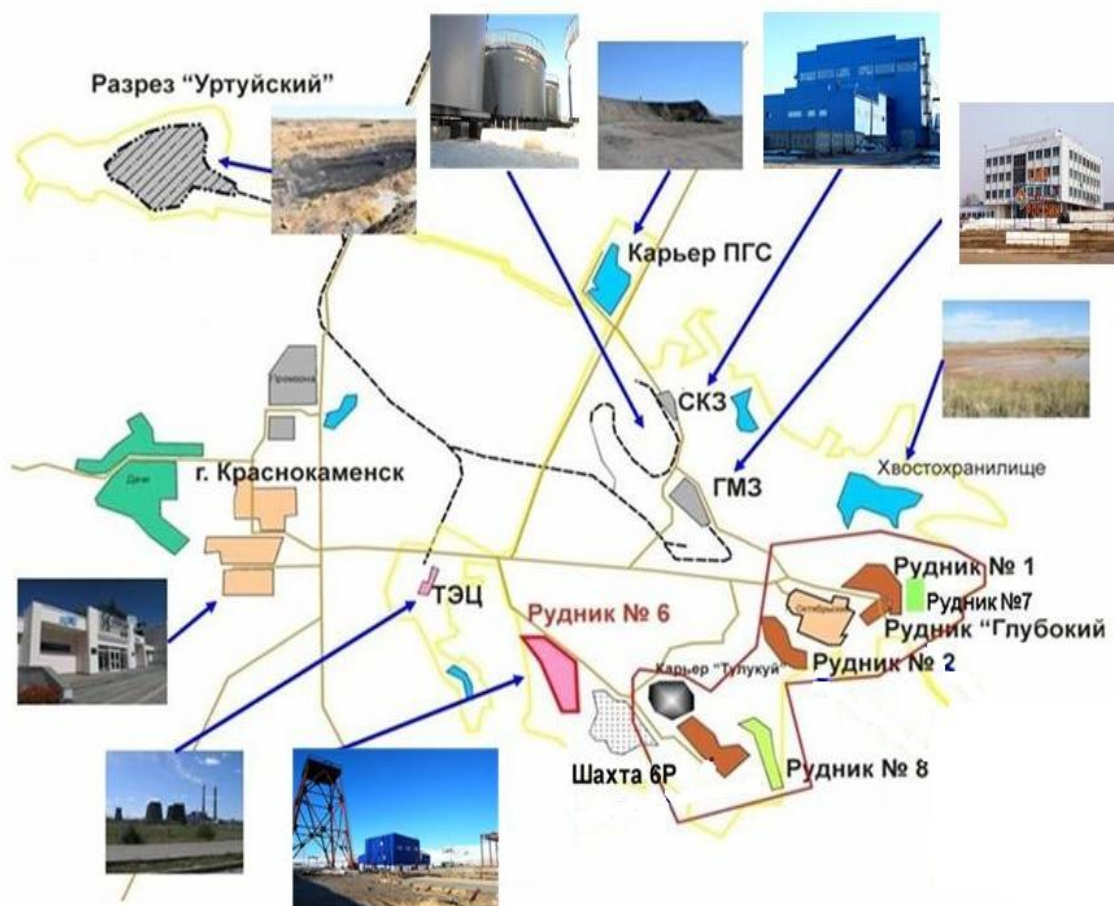 Разрез “Уртуйский”
Карьер ПГС
Промзона
СКЗ
Хвостохранилище
г. Краснокаменск
Дачи
ГМЗ
Рудник № 1
ТЭЦ
Рудник №7
Рудник № 6
Октябрьский
Рудник “Глубокий
Рудник № 2
Карьер “Тулукуй”
Шахта 6Р
Рудник № 8